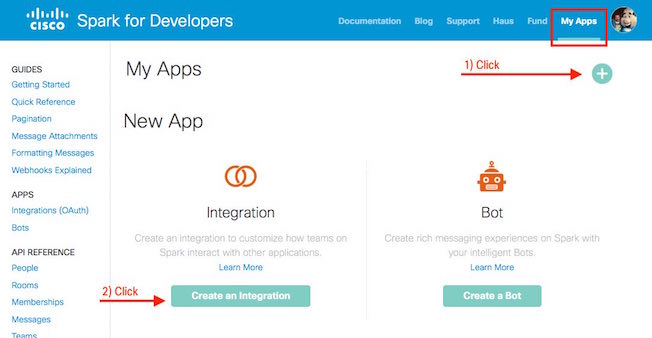 CISCO Spark for Developers
Documentation Blog Support Haus Fund My Apps
GUIDES
Getting Started
Quick Reference
Pagination
Message Attachments
Formatting Messages
Webhooks Explained
APPS
Integrations (OAuth)
Bots
API REFERENCE
People
Rooms
Memberships
Messages
Teams
My Apps
1) Click
New App
Integration
Create an integration to customize how teams on
Spark interact with other applications.
Learn More
2) Click
Create an Integration
Bot
Create rich messaging experiences on Spark with
your intelligent Bots.
Learn More
Create a Bot